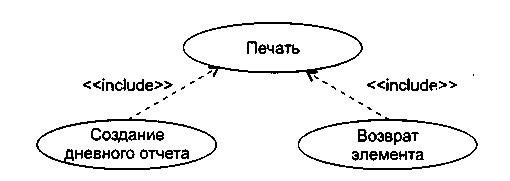 Печать
<<include>>
<<include>>
Создание
дневного отчета
Возврат
элемента